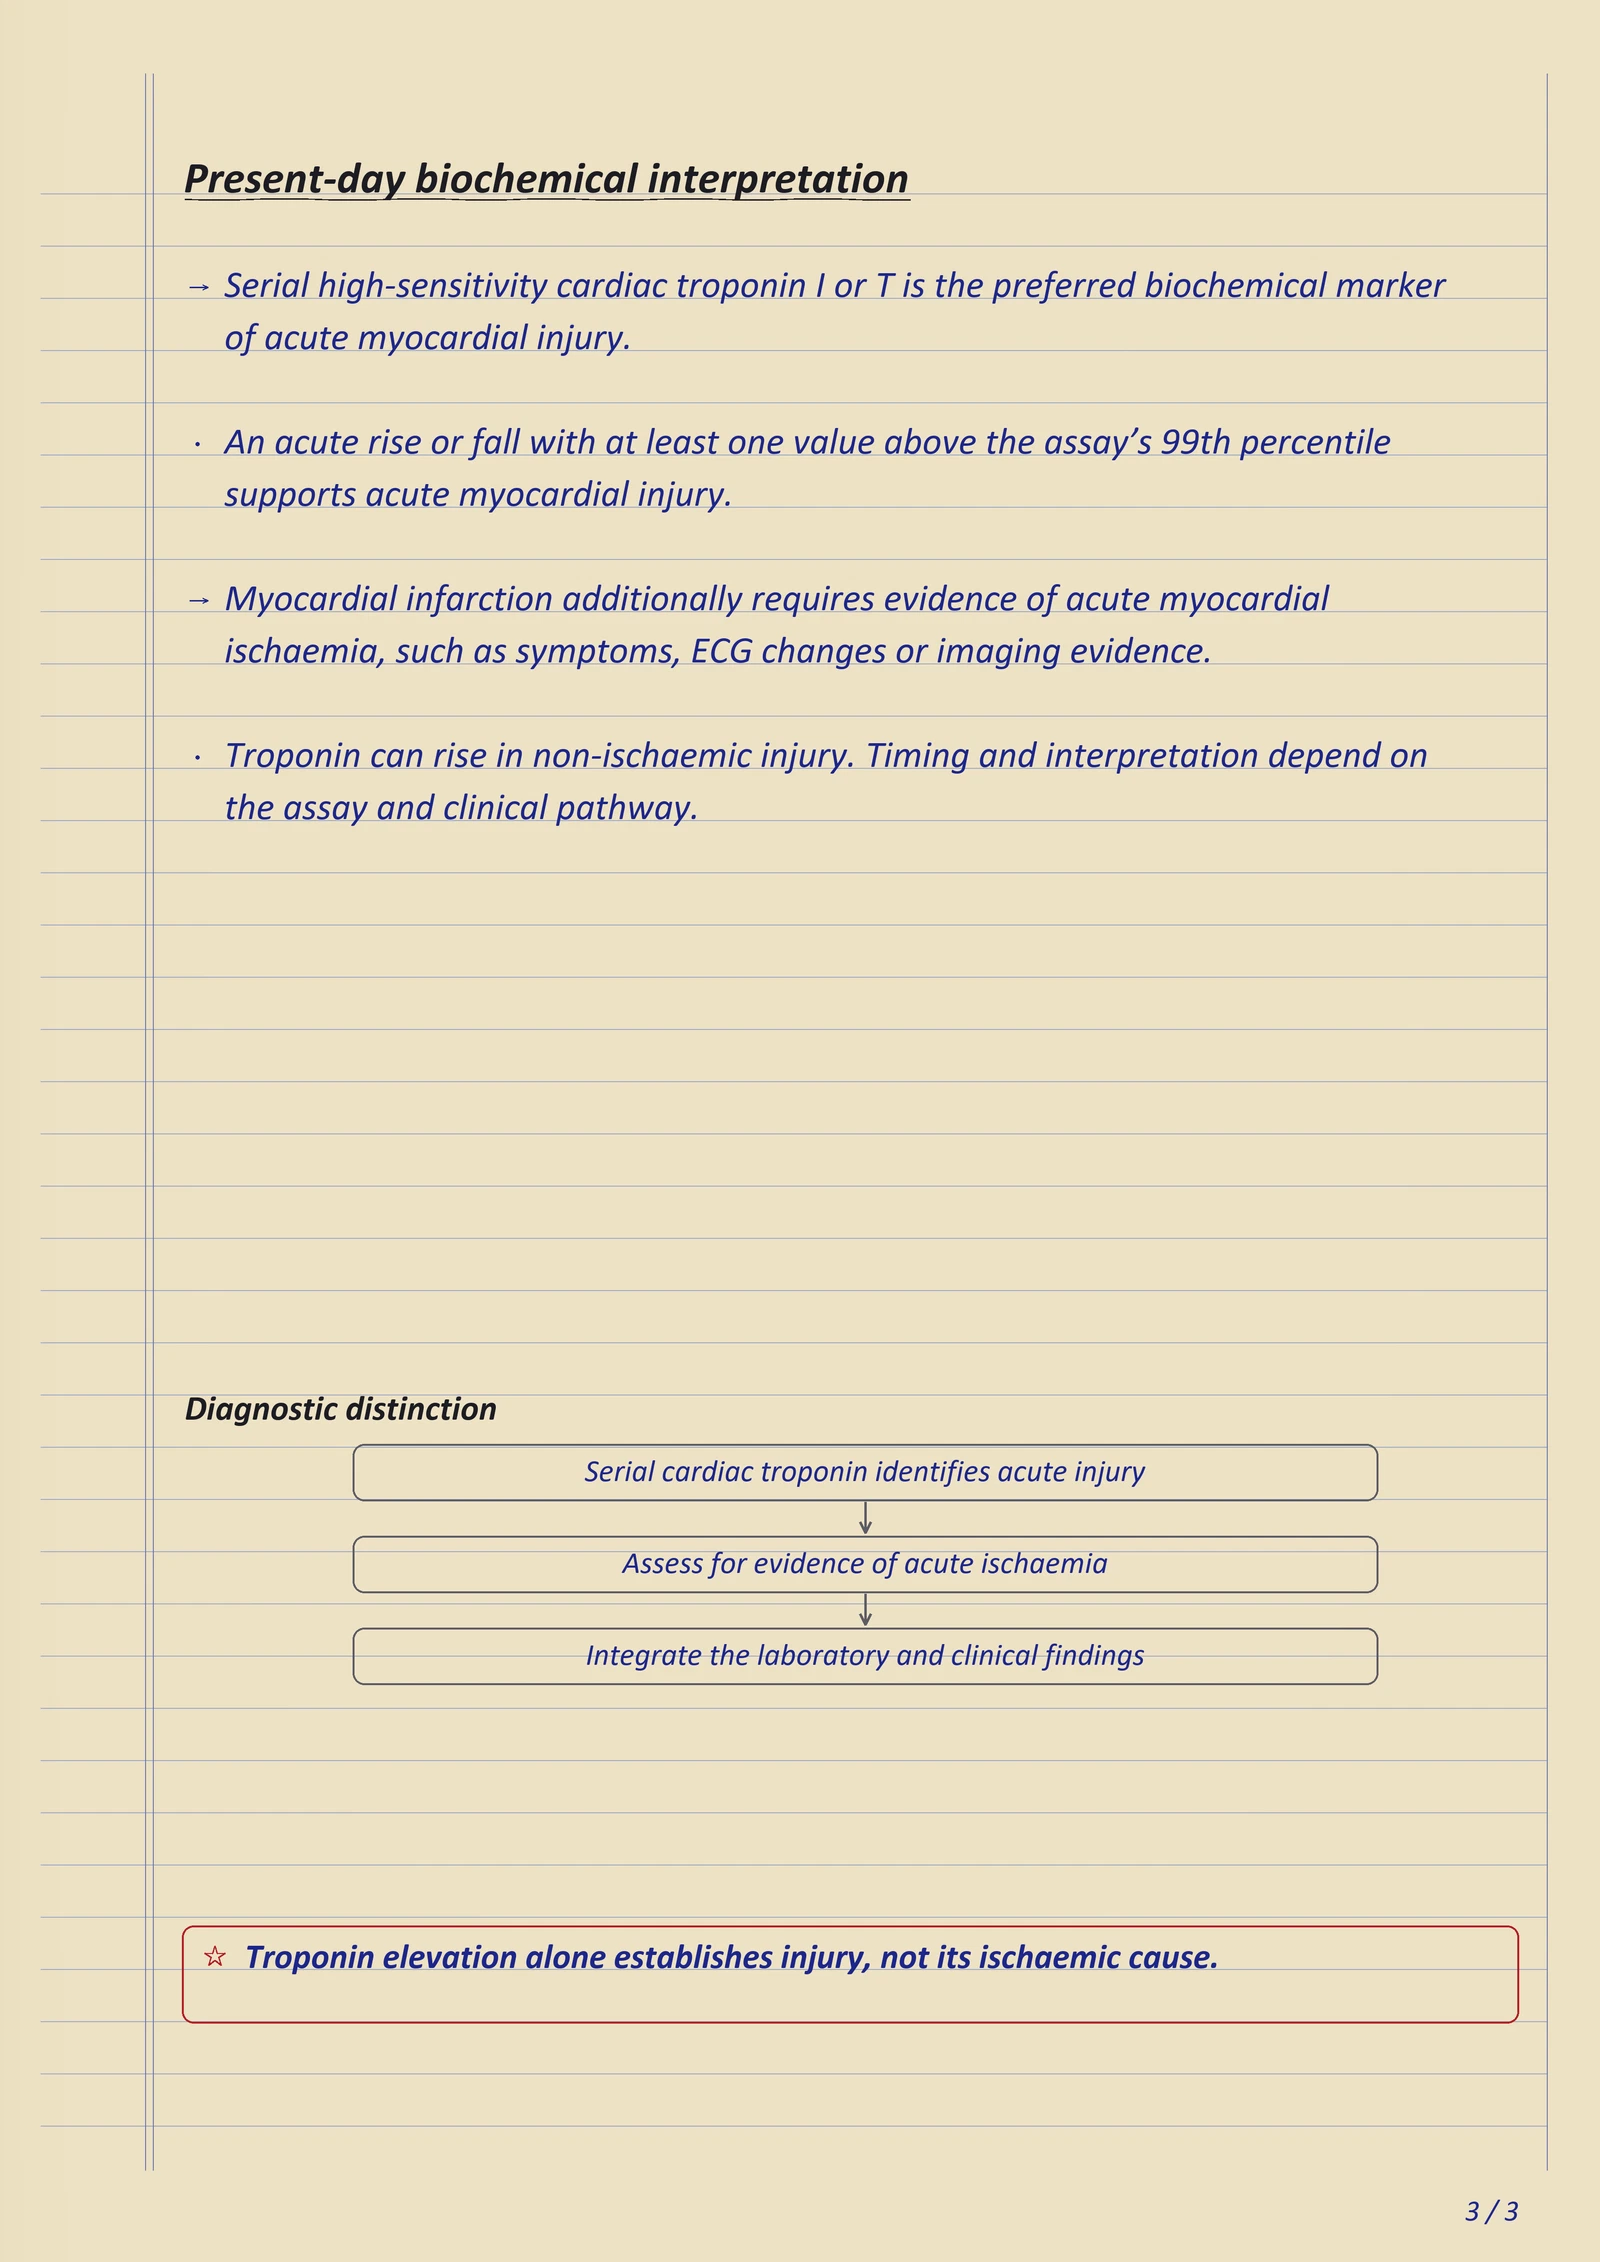 Present-day biochemical interpretation
→ Serial high-sensitivity cardiac troponin I or T is the preferred biochemical marker
of acute myocardial injury.
· An acute rise or fall with at least one value above the assay’s 99th percentile
supports acute myocardial injury.
→ Myocardial infarction additionally requires evidence of acute myocardial
ischaemia, such as symptoms, ECG changes or imaging evidence.
· Troponin can rise in non-ischaemic injury. Timing and interpretation depend on
the assay and clinical pathway.
Diagnostic distinction
Serial cardiac troponin identifies acute injury
Assess for evidence of acute ischaemia
Integrate the laboratory and clinical findings
☆ Troponin elevation alone establishes injury, not its ischaemic cause.
3 / 3